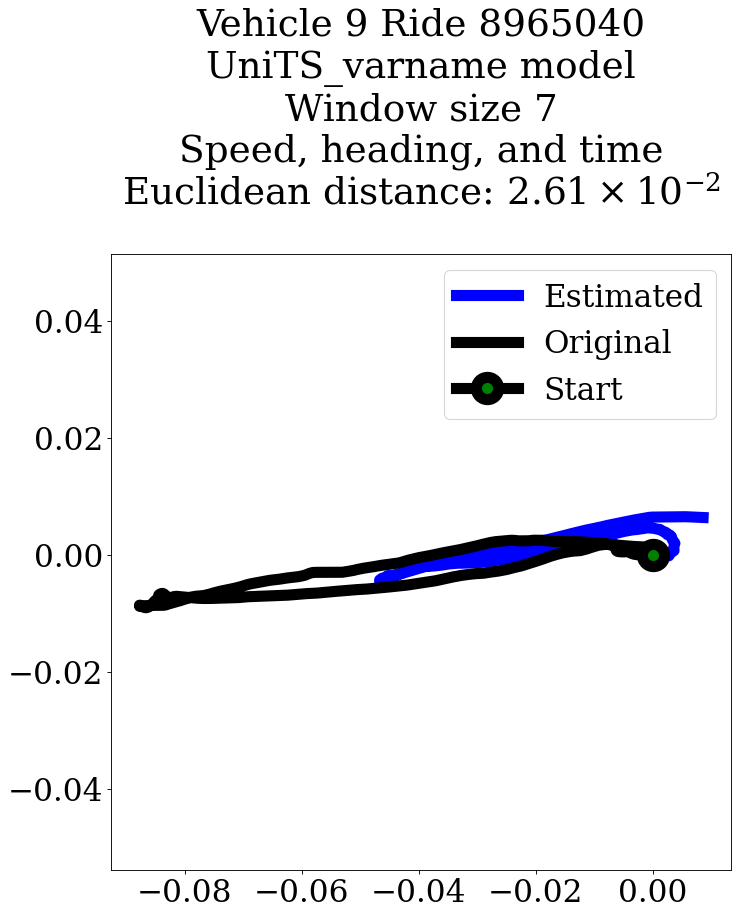 Vehicle 9 Ride 8965040
UniTS_varname model
Window size 7
Speed, heading, and time
Euclidean distance: 2.61 × 10⁻²
Estimated
Original
Start
0.04
0.02
0.00
−0.02
−0.04
−0.08 −0.06 −0.04 −0.02 0.00